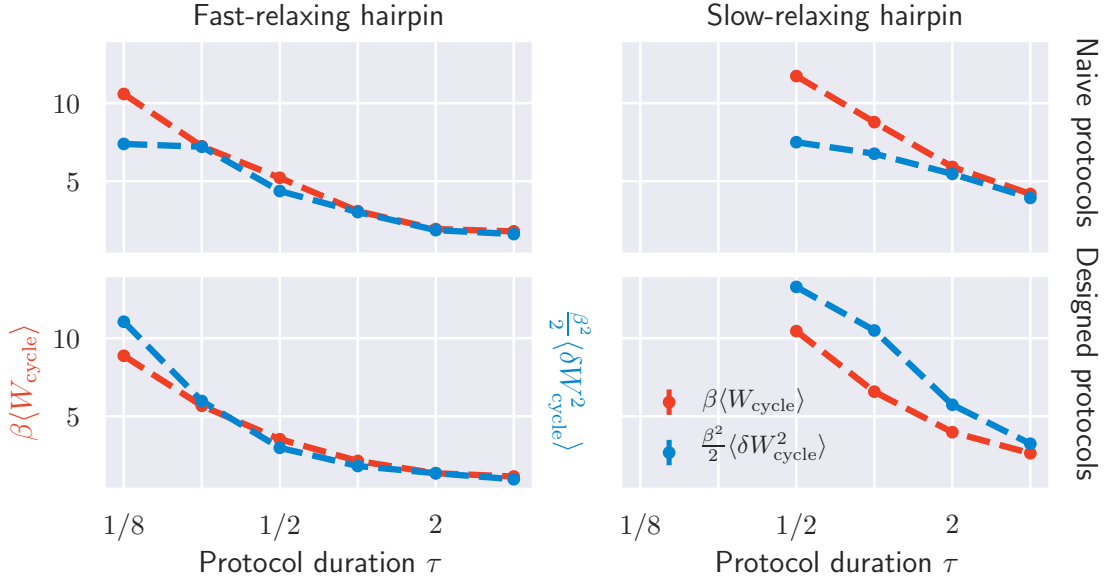 Fast-relaxing hairpin
Slow-relaxing hairpin
10
5
Naive protocols
10
5
β⟨W_cycle⟩
β²/2 ⟨δW²_cycle⟩
β⟨W_cycle⟩
β²/2 ⟨δW²_cycle⟩
Designed protocols
1/8
1/2
2
1/8
1/2
2
Protocol duration τ
Protocol duration τ